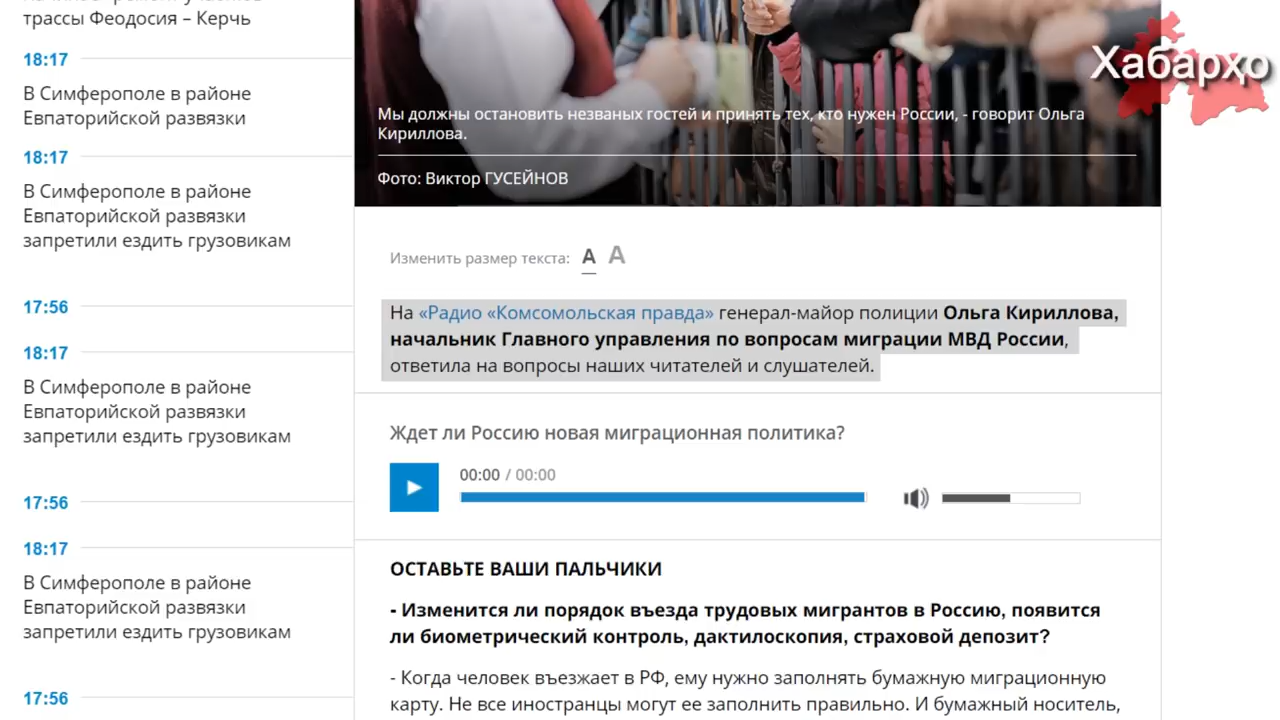 трассы Феодосия – Керчь
18:17
В Симферополе в районе
Евпаторийской развязки
18:17
В Симферополе в районе
Евпаторийской развязки
запретили ездить грузовикам
17:56
18:17
В Симферополе в районе
Евпаторийской развязки
запретили ездить грузовикам
17:56
18:17
В Симферополе в районе
Евпаторийской развязки
запретили ездить грузовикам
17:56
Хабарҳо
Мы должны остановить незваных гостей и принять тех, кто нужен России, - говорит Ольга
Кириллова.
Фото: Виктор ГУСЕЙНОВ
Изменить размер текста: A A
На «Радио «Комсомольская правда» генерал-майор полиции Ольга Кириллова,
начальник Главного управления по вопросам миграции МВД России,
ответила на вопросы наших читателей и слушателей.
Ждет ли Россию новая миграционная политика?
00:00 / 00:00
ОСТАВЬТЕ ВАШИ ПАЛЬЧИКИ
- Изменится ли порядок въезда трудовых мигрантов в Россию, появится
ли биометрический контроль, дактилоскопия, страховой депозит?
- Когда человек въезжает в РФ, ему нужно заполнять бумажную миграционную
карту. Не все иностранцы могут ее заполнить правильно. И бумажный носитель,